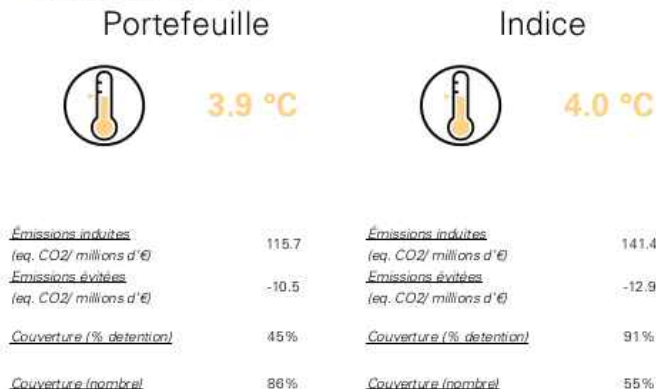 Portefeuille
3.9 °C
Émissions induites
(eq. CO2/ millions d'€)
115.7
Émissions évitées
(eq. CO2/ millions d'€)
-10.5
Couverture (% detention)
45%
Couverture (nombre)
86%
Indice
4.0 °C
Émissions induites
(eq. CO2/ millions d'€)
141.4
Émissions évitées
(eq. CO2/ millions d'€)
-12.9
Couverture (% detention)
91%
Couverture (nombre)
55%